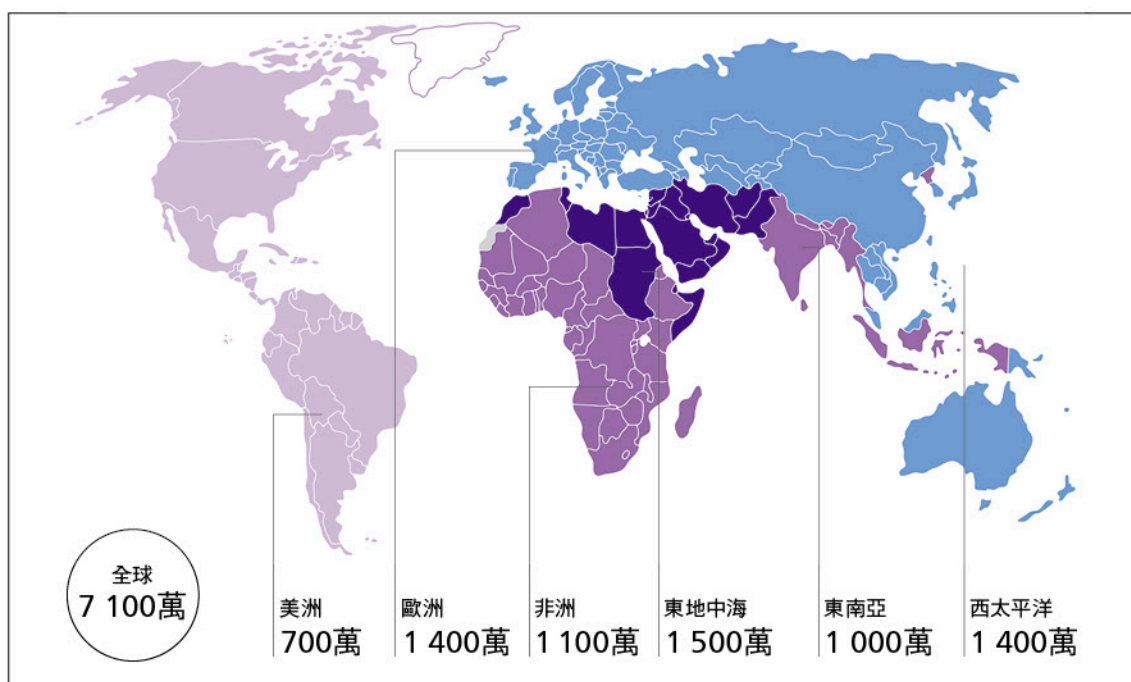 全球
7 100萬
美洲
700萬
歐洲
1 400萬
非洲
1 100萬
東地中海
1 500萬
東南亞
1 000萬
西太平洋
1 400萬